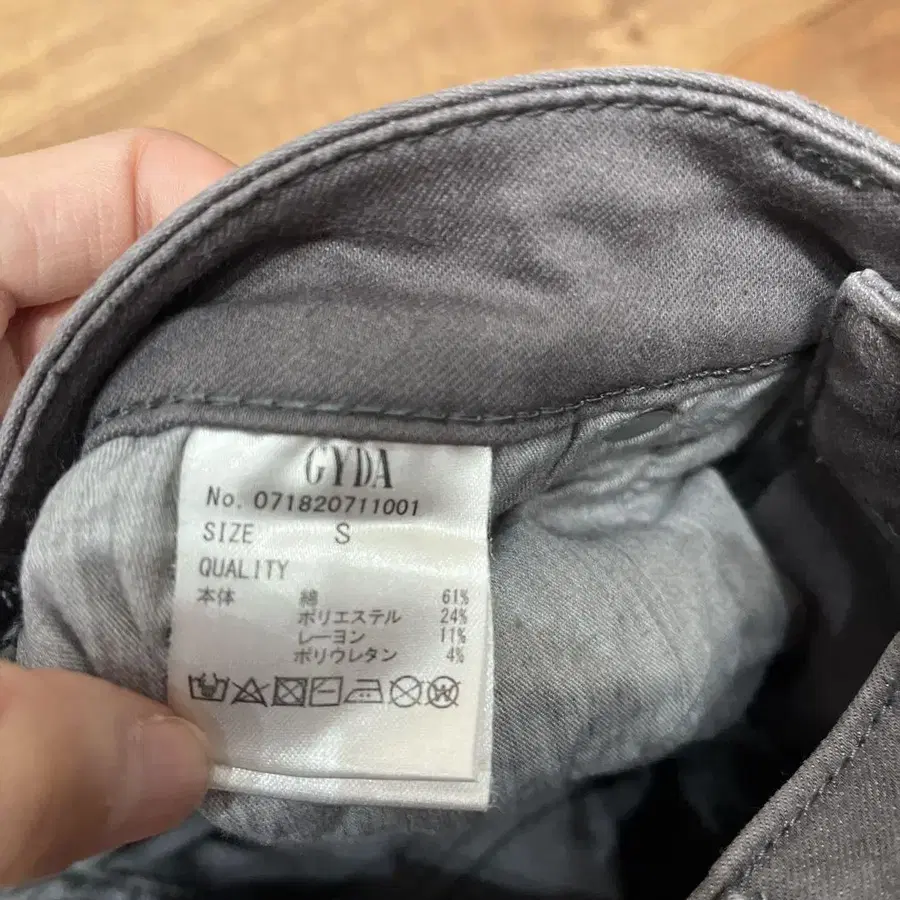 GYDA
No. 071820711001
SIZE S
QUALITY
本体 綿 61%
ポリエステル 24%
レーヨン 11%
ポリウレタン 4%